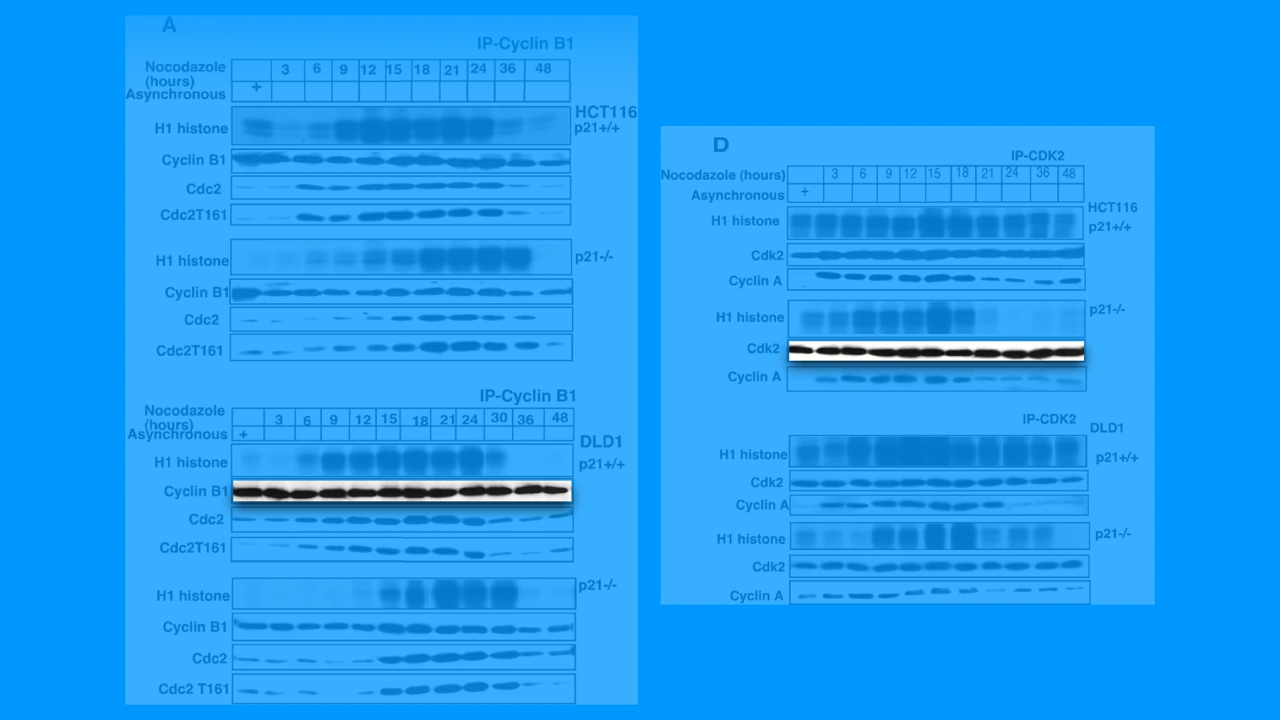 A
IP-Cyclin B1
Nocodazole (hours) 3 6 9 12 15 18 21 24 36 48
Asynchronous +
HCT116
H1 histone p21+/+
Cyclin B1
Cdc2
Cdc2T161
H1 histone p21-/-
Cyclin B1
Cdc2
Cdc2T161
IP-Cyclin B1
Nocodazole (hours) 3 6 9 12 15 18 21 24 30 36 48
Asynchronous +
DLD1
H1 histone p21+/+
Cyclin B1
Cdc2
Cdc2T161
H1 histone p21-/-
Cyclin B1
Cdc2
Cdc2 T161
D
IP-CDK2
Nocodazole (hours) 3 6 9 12 15 18 21 24 36 48
Asynchronous +
HCT116
H1 histone p21+/+
Cdk2
Cyclin A
H1 histone p21-/-
Cdk2
Cyclin A
IP-CDK2
DLD1
H1 histone p21+/+
Cdk2
Cyclin A
H1 histone p21-/-
Cdk2
Cyclin A